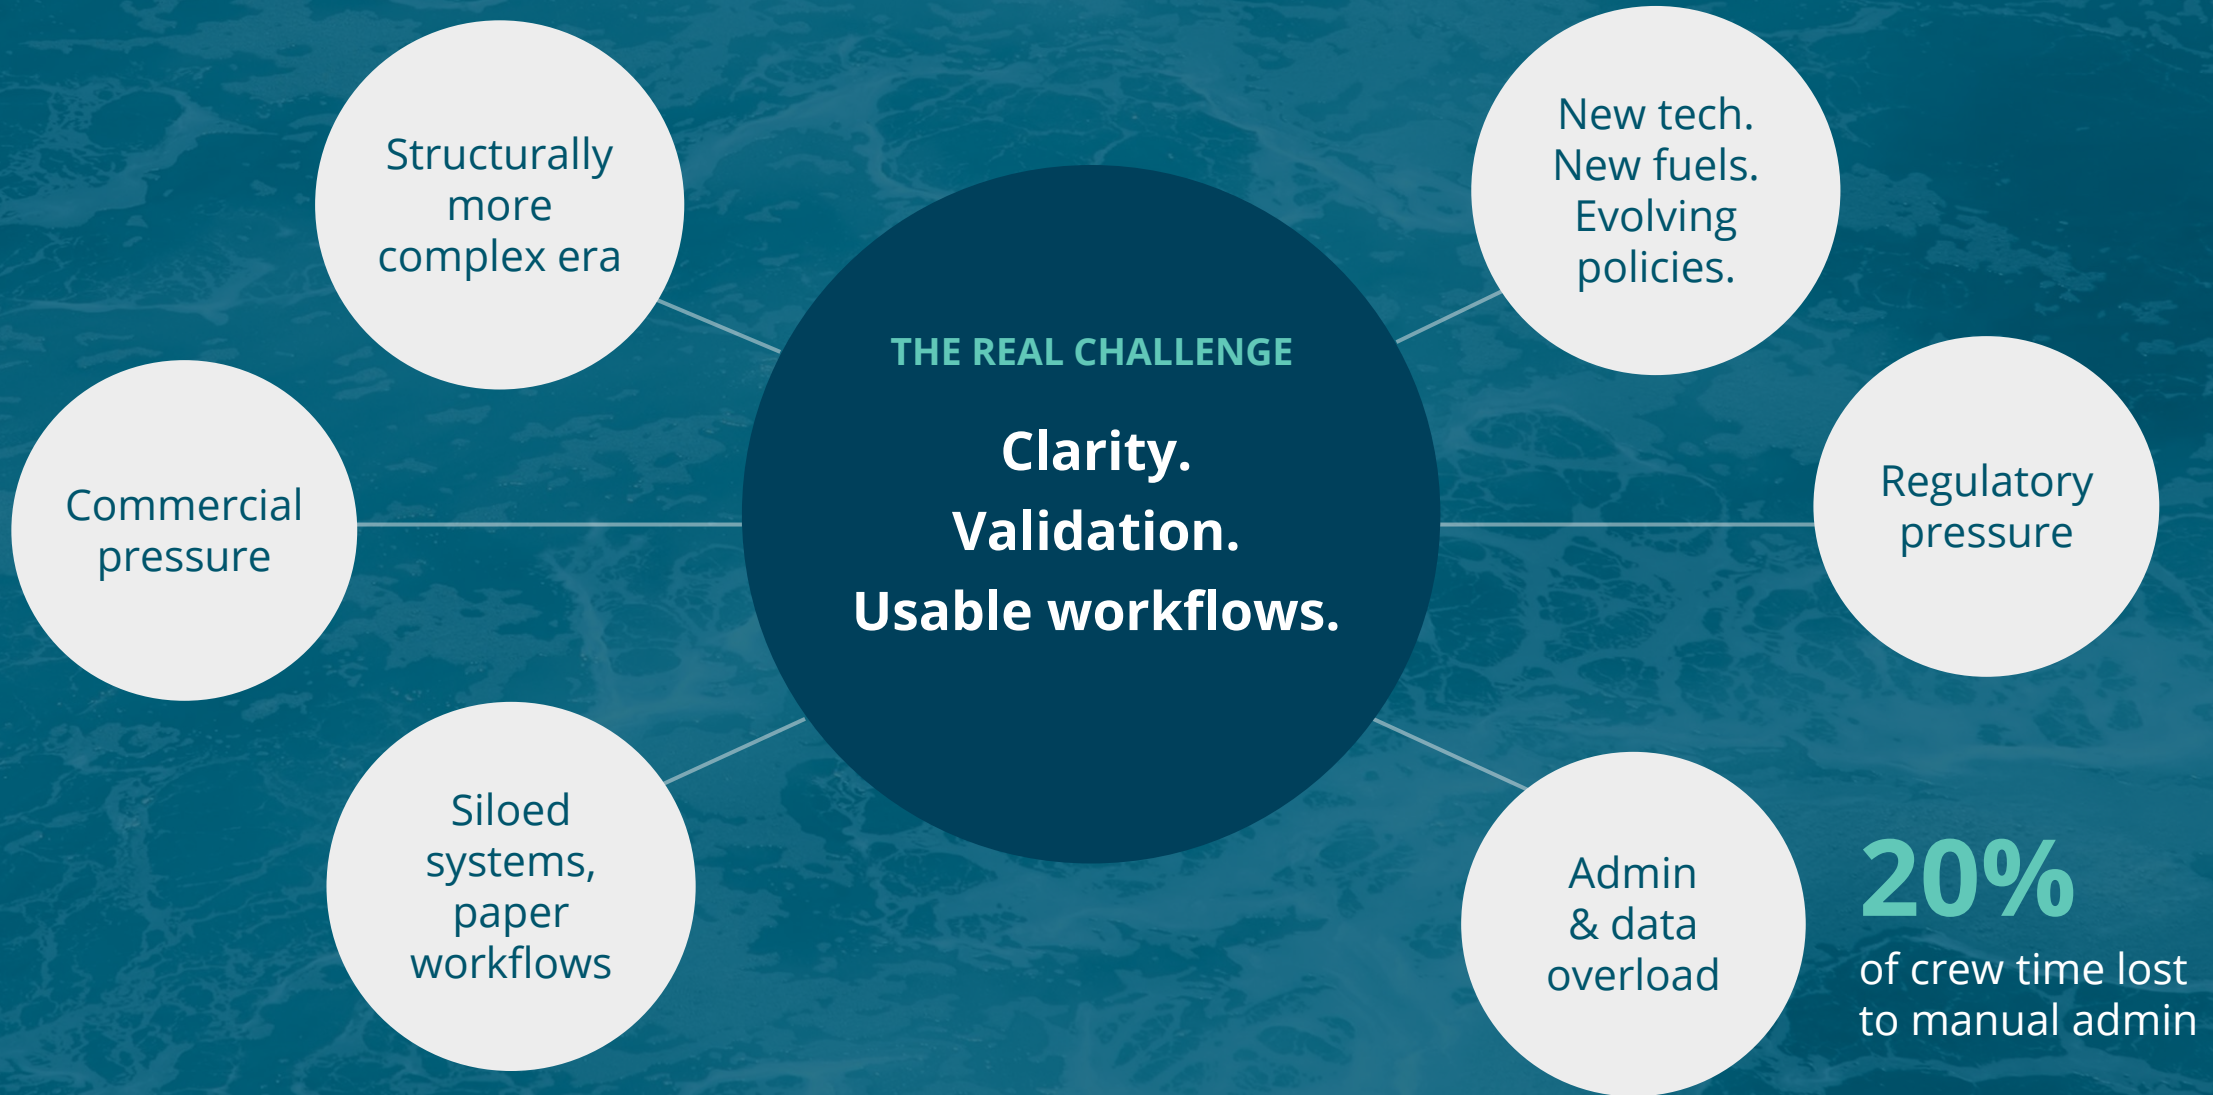 Structurally
more
complex era
New tech.
New fuels.
Evolving
policies.
THE REAL CHALLENGE
Clarity.
Validation.
Usable workflows.
Commercial
pressure
Regulatory
pressure
Siloed
systems,
paper
workflows
Admin
& data
overload
20%
of crew time lost
to manual admin